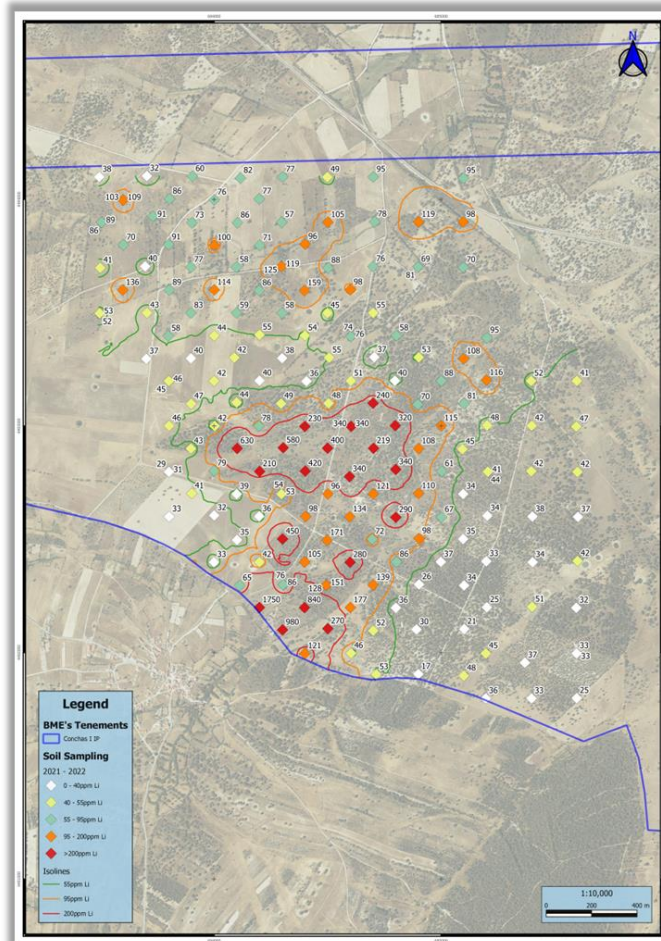 N
38 32 60 82 77 49 95 95
103 109 86 76 77
89 91 73 86 57 105 78 119 98
86
70 91 100 71 96
41 40 77 58 125 119 88 76 81 69 70
136 89 114 86 159 98
53 43 83 59 58 45 55
52
58 44 55 54 74 76 58 95
37 40 42 38 55 37 53 108
45 46 42 40 36 51 40 88 116 52 41
47 44 49 48 240 70 81
46 42 78 230 340 340 320 115 48 42 47
43 630 580 400 219 108 45
29 31 79 210 420 340 340 61 41 44 42 42
41 39 54 53 96 121 110 34
33 32 36 98 134 290 67 34 38 37
35 450 171 72 98 35
33 42 105 280 86 37 33 34 42
65 76 86 128 151 139 26 34
1750 840 177 36 25 51 32
980 270 52 30 21
121 46 45 37 33 33
53 17 48
36 33 25
Legend
BME's Tenements
Conchas I IP
Soil Sampling
2021 - 2022
0 - 40ppm Li
40 - 55ppm Li
55 - 95ppm Li
95 - 200ppm Li
>200ppm Li
Isolines
55ppm Li
95ppm Li
200ppm Li
1:10,000
0 200 400 m